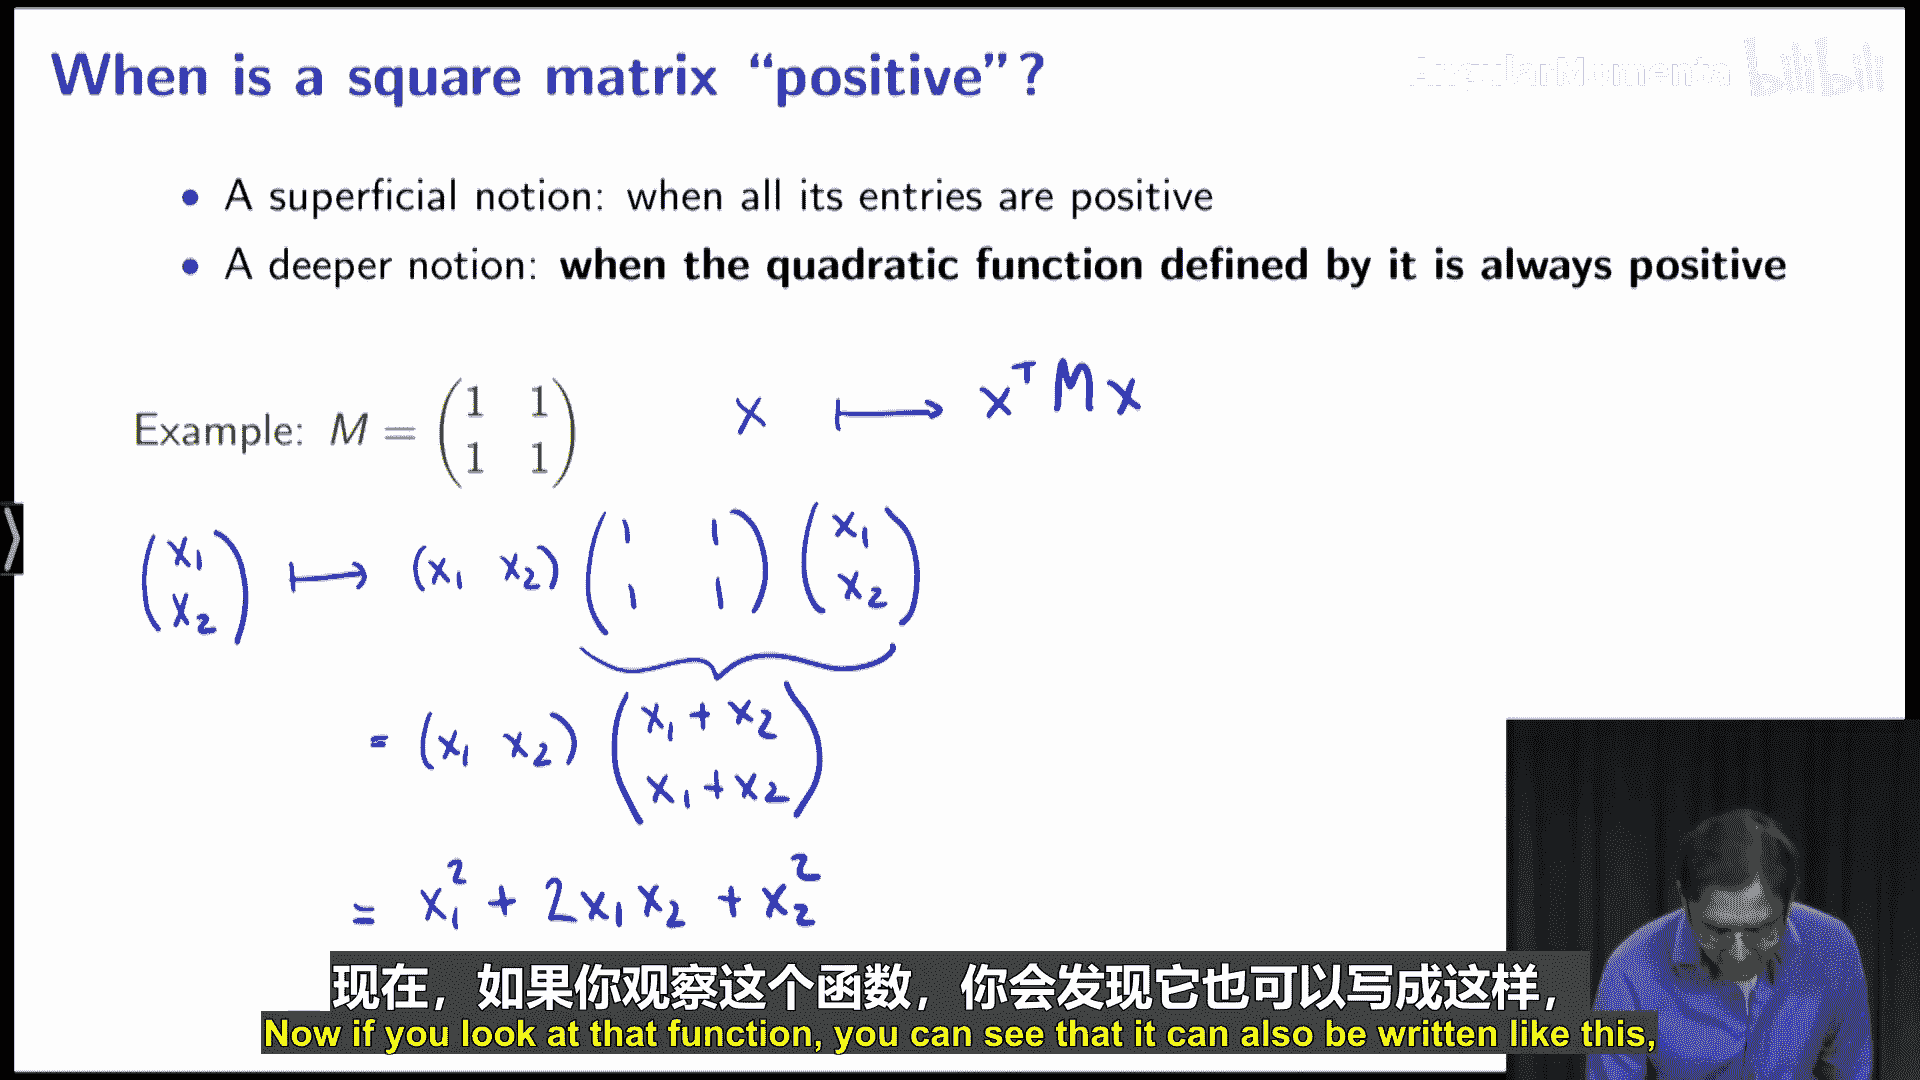 When is a square matrix “positive”?
bilibili
• A superficial notion: when all its entries are positive
• A deeper notion: when the quadratic function defined by it is always positive
Example: M = (1 1; 1 1) x ⟼ xᵀ M x
(x₁; x₂) ⟼ (x₁ x₂) (1 1; 1 1) (x₁; x₂)
= (x₁ x₂) (x₁ + x₂; x₁ + x₂)
= x₁² + 2x₁x₂ + x₂²
现在，如果你观察这个函数，你会发现它也可以写成这样，
Now if you look at that function, you can see that it can also be written like this,